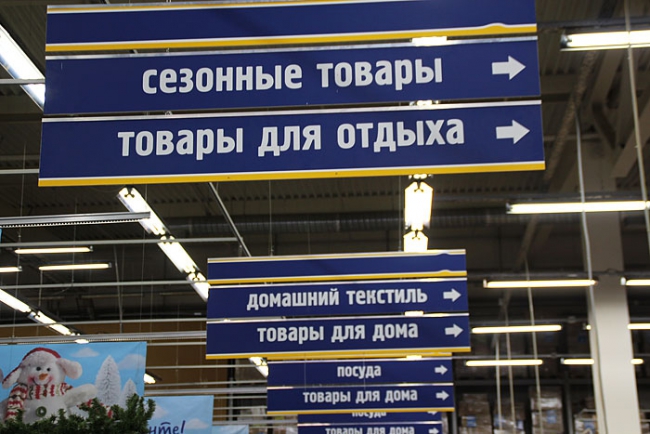 сезонные товары
товары для отдыха
домашний текстиль
товары для дома
посуда
товары для дома
посуда
товары для дома